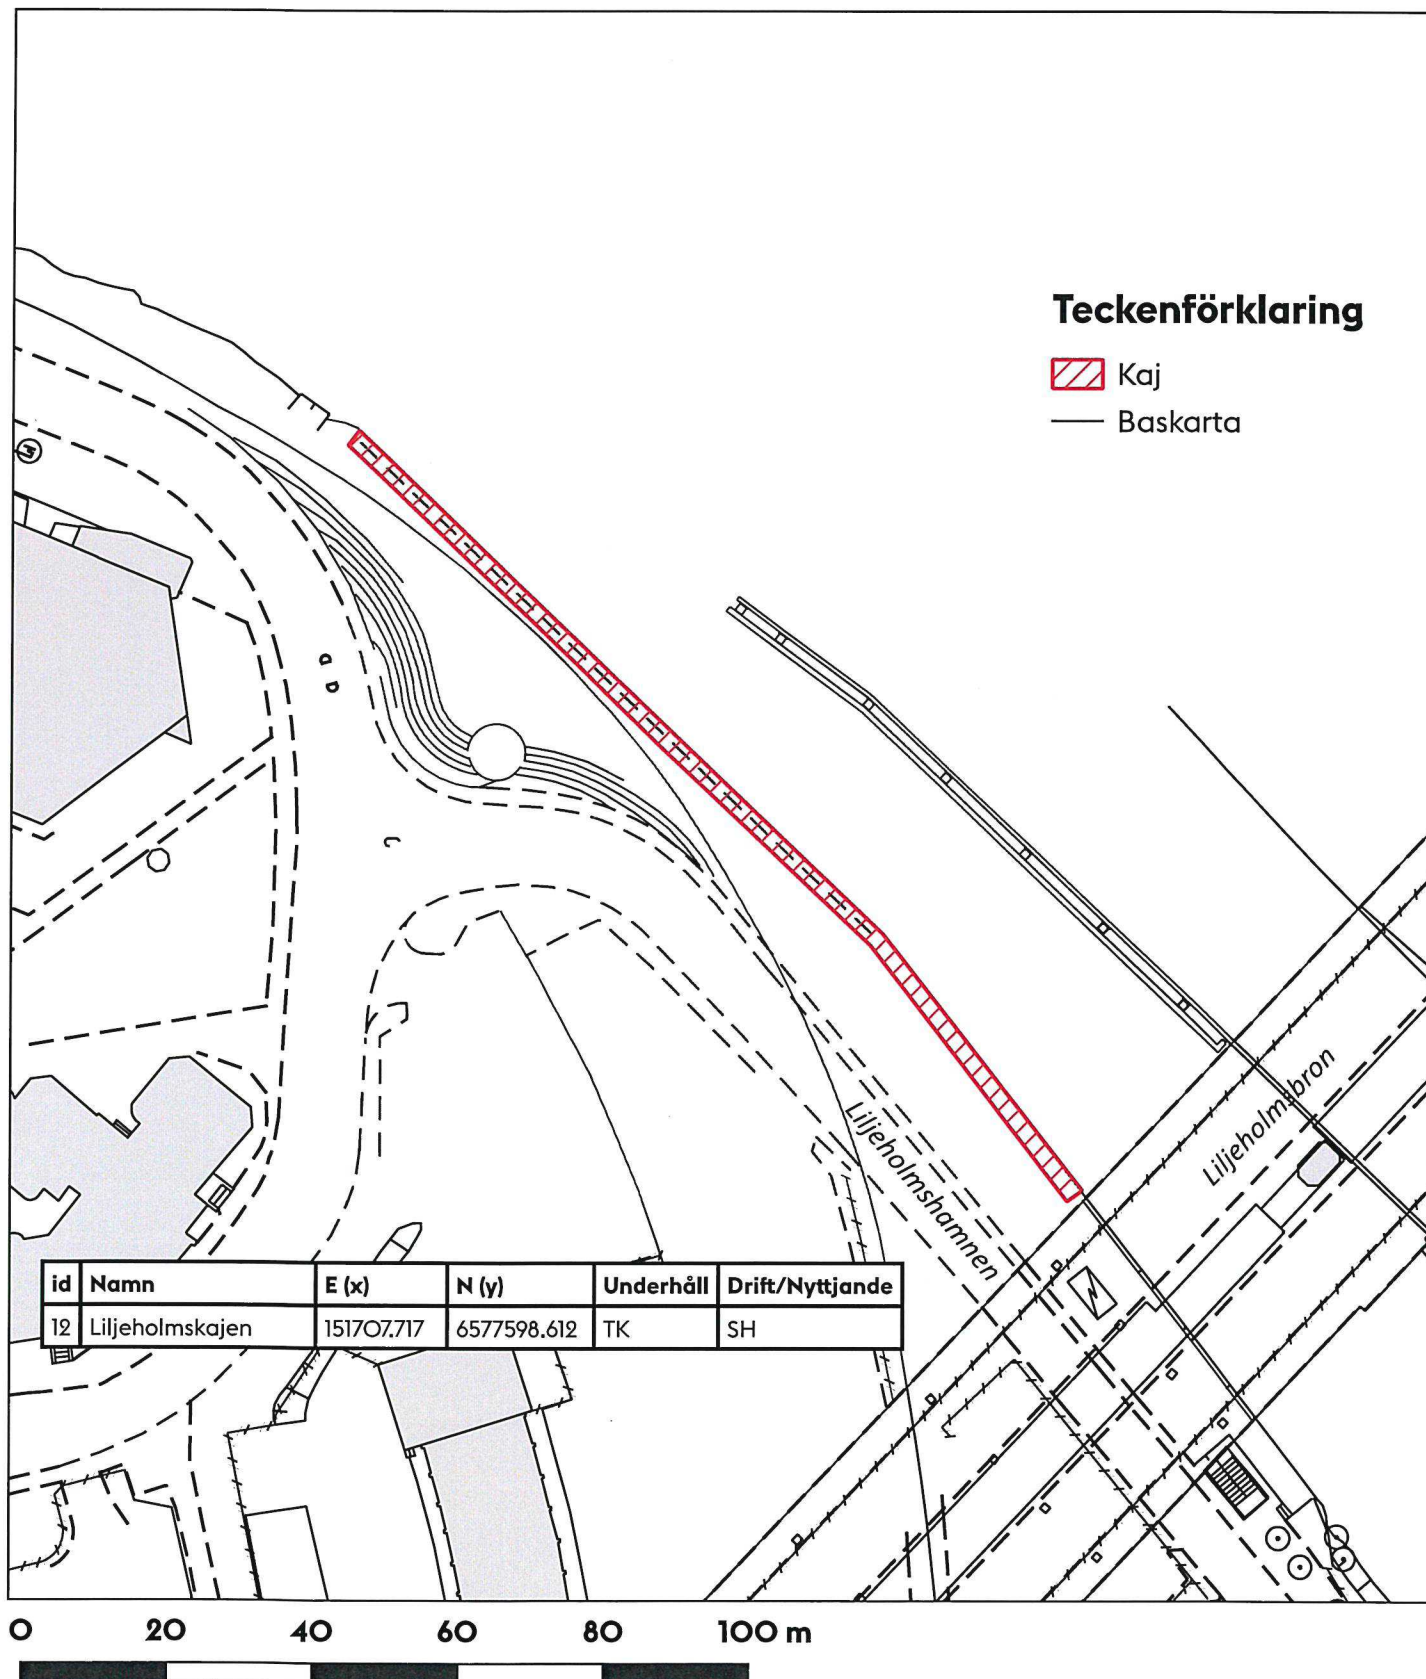 Teckenförklaring
Kaj
Baskarta
Liljeholmsbron
Liljeholmshamnen
id Namn E (x) N (y) Underhåll Drift/Nyttjande
12 Liljeholmskajen 151707.717 6577598.612 TK SH
0 20 40 60 80 100 m